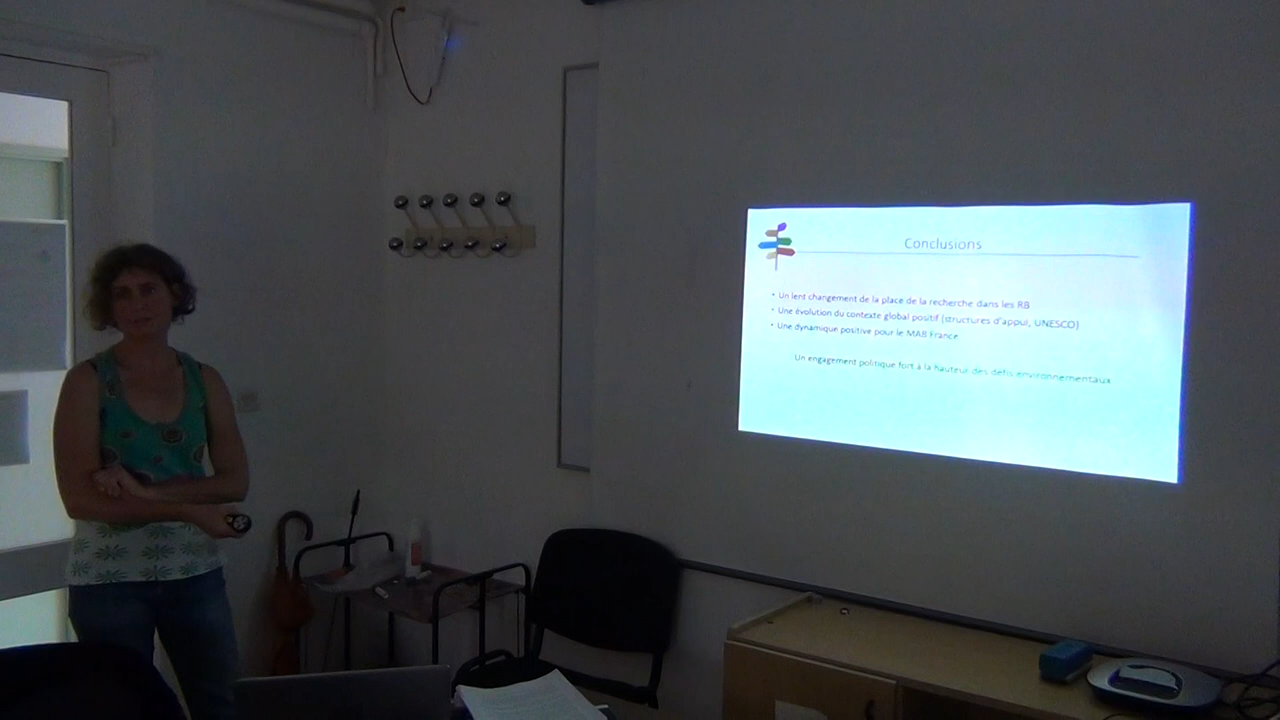 Conclusions
• Un lent changement de la place de la recherche dans les RB
• Une évolution du contexte global positif (structures d'appui, UNESCO)
• Une dynamique positive pour le MAB France
Un engagement politique fort à la hauteur des défis environnementaux